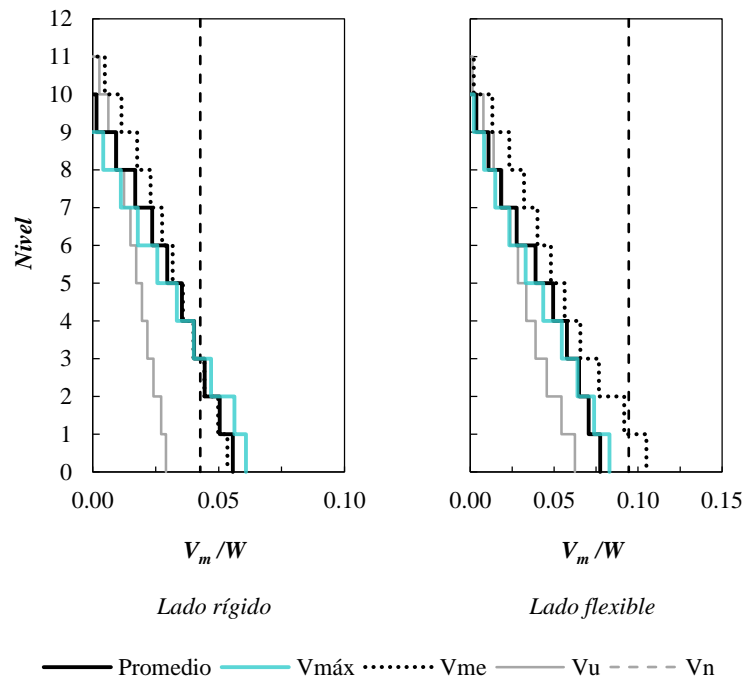 12
11
10
9
8
7
6
5
4
3
2
1
0
Nivel
0.00 0.05 0.10
0.00 0.05 0.10 0.15
V_m /W
V_m /W
Lado rígido
Lado flexible
Promedio Vmáx Vme Vu Vn